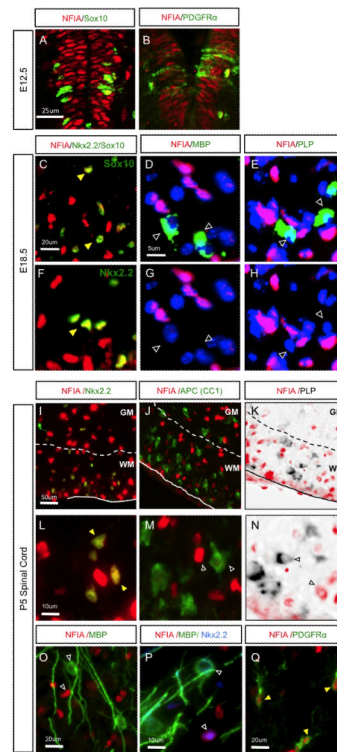 NFIA/Sox10
NFIA/PDGFRα
E12.5
A
B
25um
NFIA/Nkx2.2/Sox10
NFIA/MBP
NFIA/PLP
E18.5
C
Sox10
D
E
20um
5um
F
Nkx2.2
G
H
NFIA/Nkx2.2
NFIA /APC (CC1)
NFIA /PLP
P5 Spinal Cord
I
GM
J
GM
K
GM
WM
WM
WM
50um
L
M
N
10um
NFIA /MBP
NFIA /MBP/ Nkx2.2
NFIA /PDGFRα
O
P
Q
20um
10um
20um